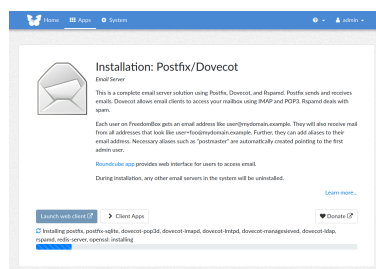 Home Apps System admin
Installation: Postfix/Dovecot
Email Server
This is a complete email server solution using Postfix, Dovecot, and Rspamd. Postfix sends and receives
emails. Dovecot allows email clients to access your mailbox using IMAP and POP3. Rspamd deals with
spam.
Each user on FreedomBox gets an email address like user@mydomain.example. They will also receive mail
from all addresses that look like user+foo@mydomain.example. Further, they can add aliases to their
email address. Necessary aliases such as "postmaster" are automatically created pointing to the first
admin user.
Roundcube app provides web interface for users to access email.
During installation, any other email servers in the system will be uninstalled.
Learn more...
Launch web client Client Apps Donate
Installing postfix, postfix-sqlite, dovecot-pop3d, dovecot-imapd, dovecot-lmtpd, dovecot-managesieved, dovecot-ldap,
rspamd, redis-server, openssl: installing